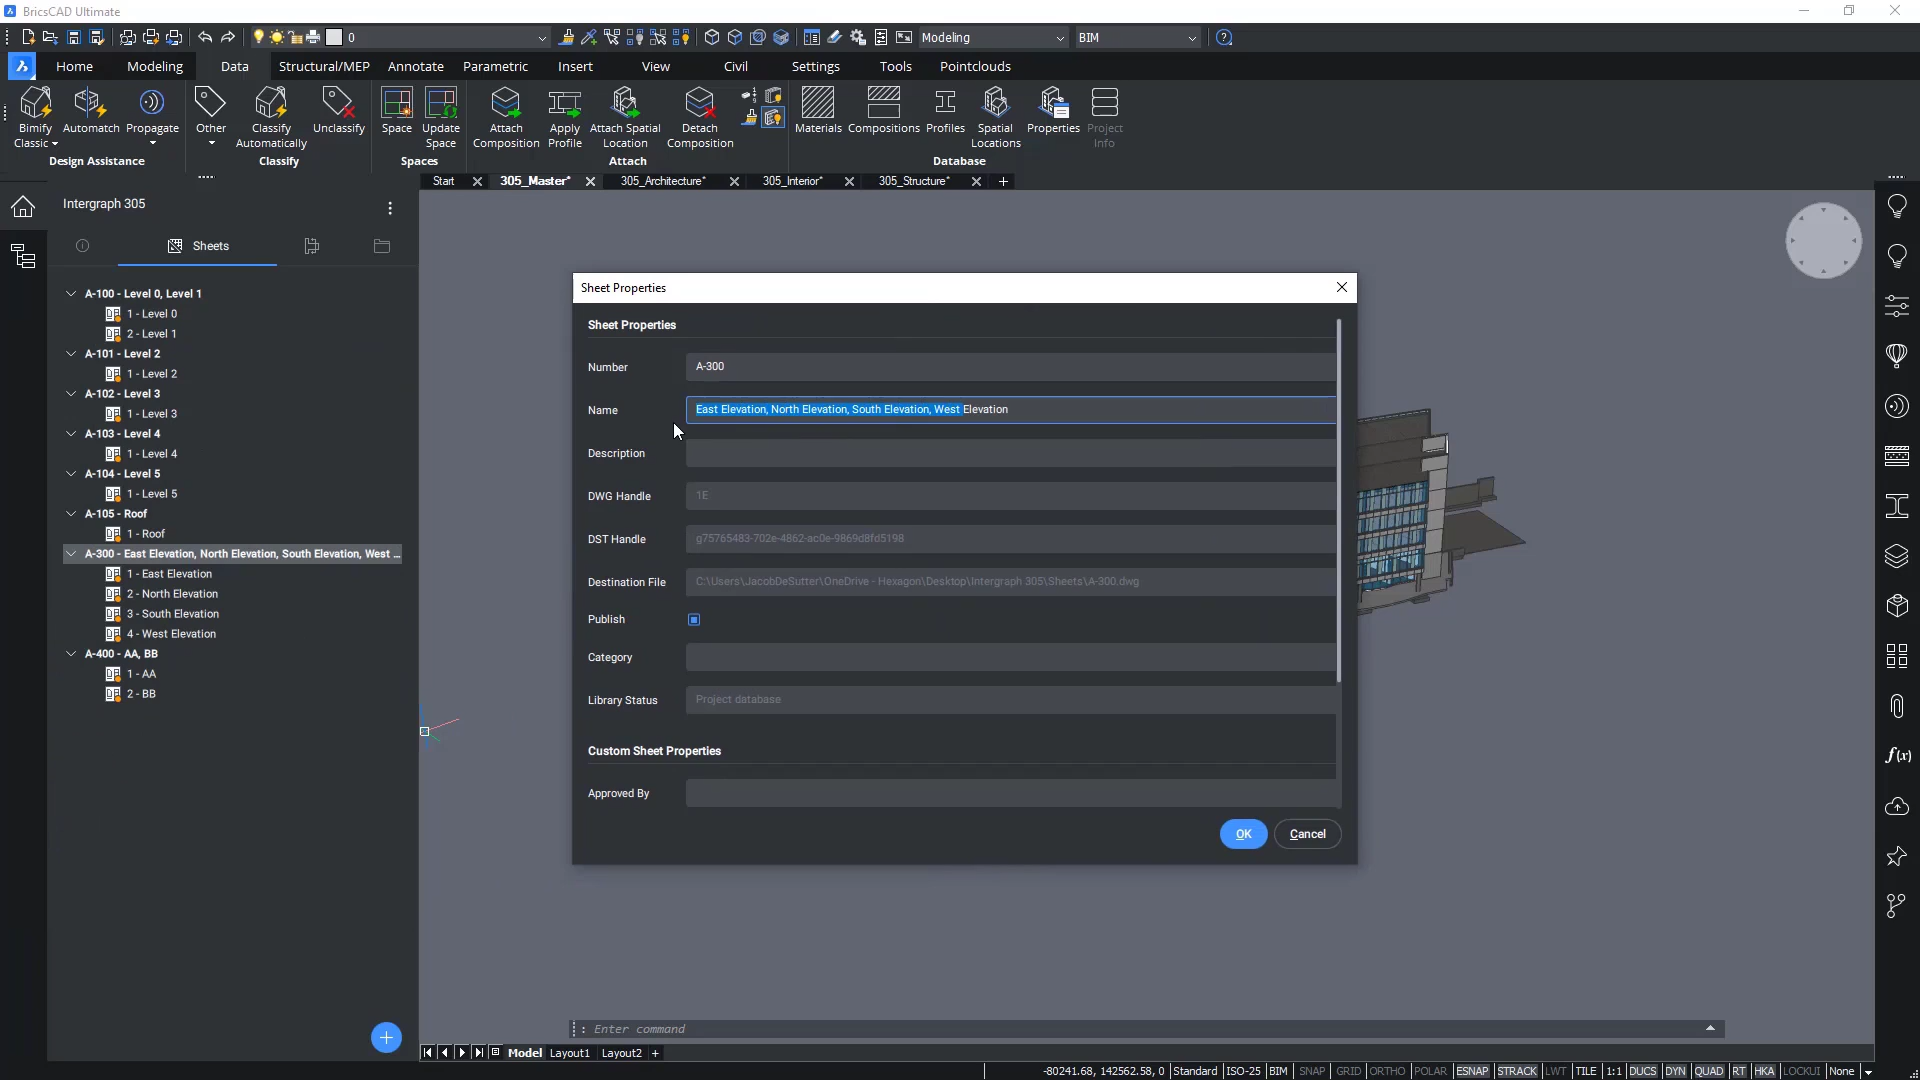 BricsCAD Ultimate
0
Modeling
BIM
Home
Modeling
Data
Structural/MEP
Annotate
Parametric
Insert
View
Civil
Settings
Tools
Pointclouds
Bimify Classic
Automatch
Propagate
Other
Classify Automatically
Unclassify
Space
Update Space
Attach Composition
Apply Profile
Attach Spatial Location
Detach Composition
Materials
Compositions
Profiles
Spatial Locations
Properties
Project Info
Design Assistance
Classify
Spaces
Attach
Database
Start
305_Master*
305_Architecture*
305_Interior*
305_Structure*
Intergraph 305
Sheets
A-100 - Level 0, Level 1
1 - Level 0
2 - Level 1
A-101 - Level 2
1 - Level 2
A-102 - Level 3
1 - Level 3
A-103 - Level 4
1 - Level 4
A-104 - Level 5
1 - Level 5
A-105 - Roof
1 - Roof
A-300 - East Elevation, North Elevation, South Elevation, West ...
1 - East Elevation
2 - North Elevation
3 - South Elevation
4 - West Elevation
A-400 - AA, BB
1 - AA
2 - BB
Sheet Properties
Sheet Properties
Number A-300
Name East Elevation, North Elevation, South Elevation, West Elevation
Description
DWG Handle 1E
DST Handle g75765483-702e-4862-ac0e-9869d8fd5198
Destination File C:\Users\JacobDeSutter\OneDrive - Hexagon\Desktop\Intergraph 305\Sheets\A-300.dwg
Publish
Category
Library Status Project database
Custom Sheet Properties
Approved By
OK
Cancel
f(x)
: Enter command
Model Layout1 Layout2 +
-80241.68, 142562.58, 0 Standard ISO-25 BIM SNAP GRID ORTHO POLAR ESNAP STRACK LWT TILE 1:1 DUCS DYN QUAD RT HKA LOCKUI None